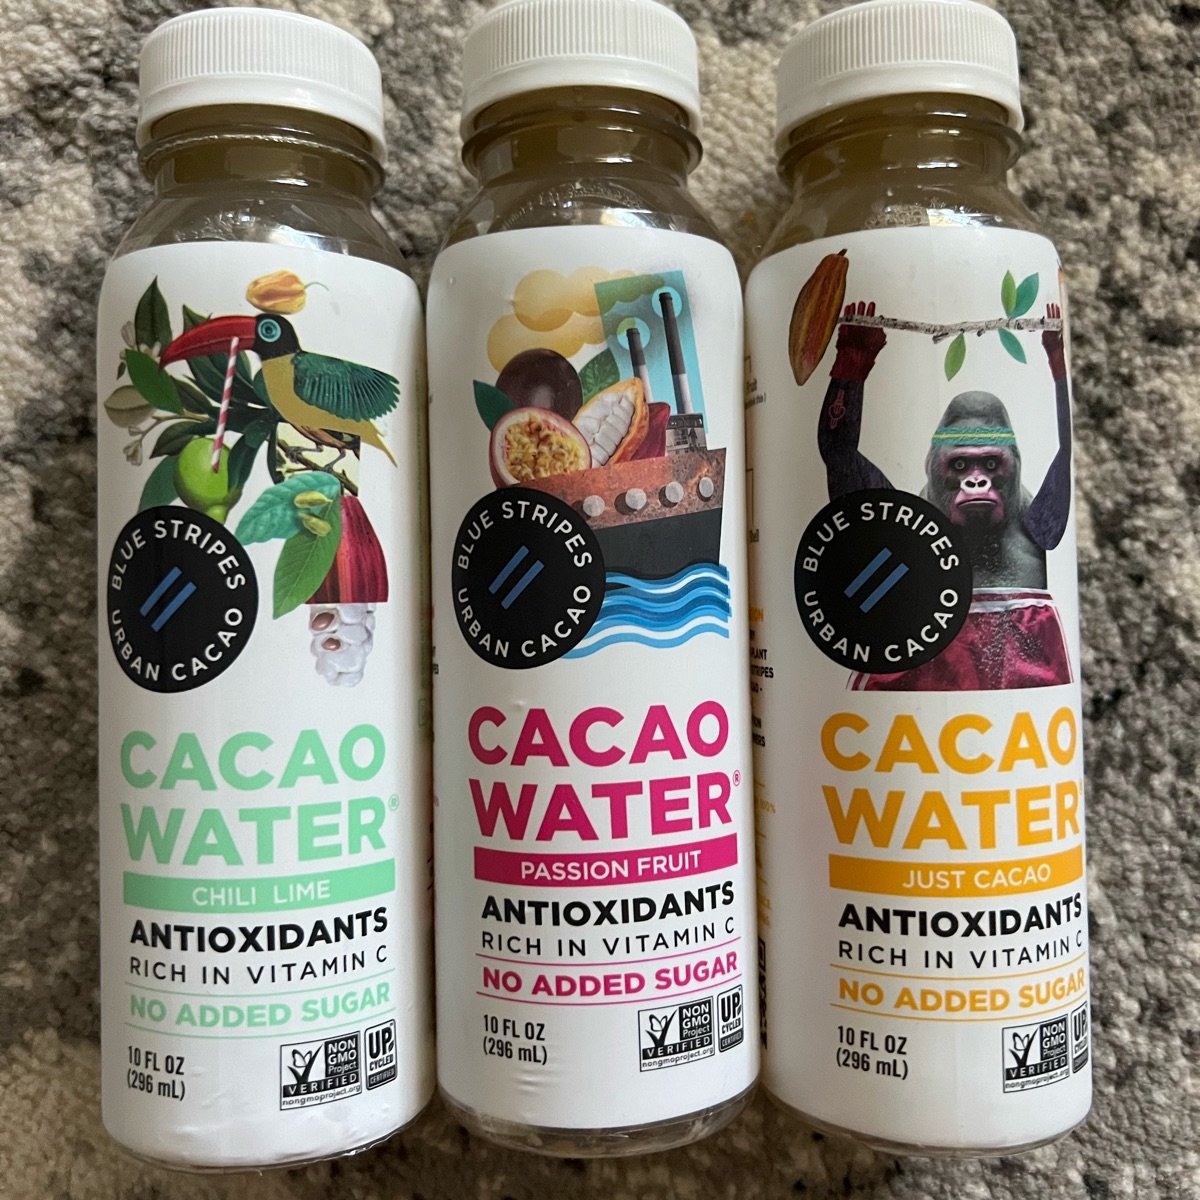 BLUE STRIPES
URBAN CACAO
CACAO
WATER®
CHILI LIME
ANTIOXIDANTS
RICH IN VITAMIN C
NO ADDED SUGAR
10 FL OZ
(296 mL)
NON
GMO
Project
VERIFIED
nongmoproject.org
UP
CYCLED
CERTIFIED
BLUE STRIPES
URBAN CACAO
CACAO
WATER®
PASSION FRUIT
ANTIOXIDANTS
RICH IN VITAMIN C
NO ADDED SUGAR
10 FL OZ
(296 mL)
NON
GMO
Project
VERIFIED
nongmoproject.org
UP
CYCLED
CERTIFIED
BLUE STRIPES
URBAN CACAO
CACAO
WATER
JUST CACAO
ANTIOXIDANTS
RICH IN VITAMIN C
NO ADDED SUGAR
10 FL OZ
(296 mL)
NON
GMO
Project
VERIFIED
nongmoproject.org
UP